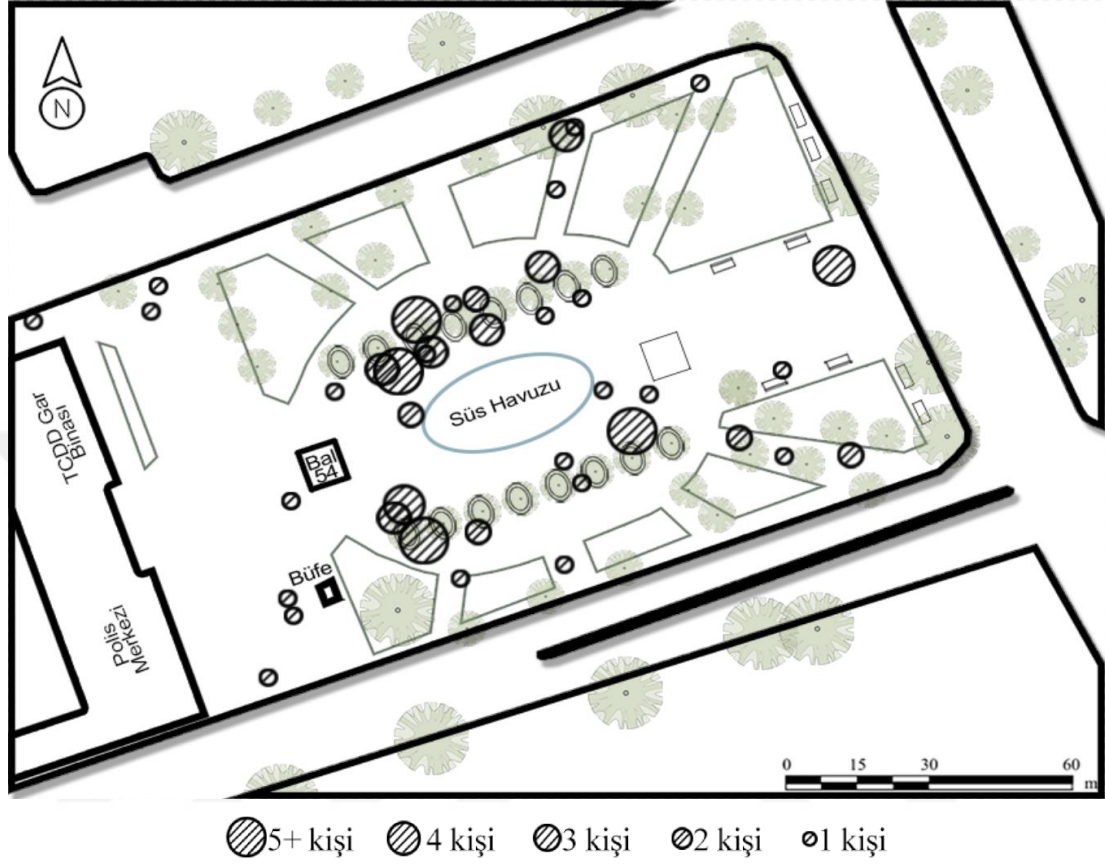 N
Süs Havuzu
TCDD Gar
Binası
Bal
54
Büfe
Polis
Merkezi
0 15 30 60
m
5+ kişi 4 kişi 3 kişi 2 kişi 1 kişi